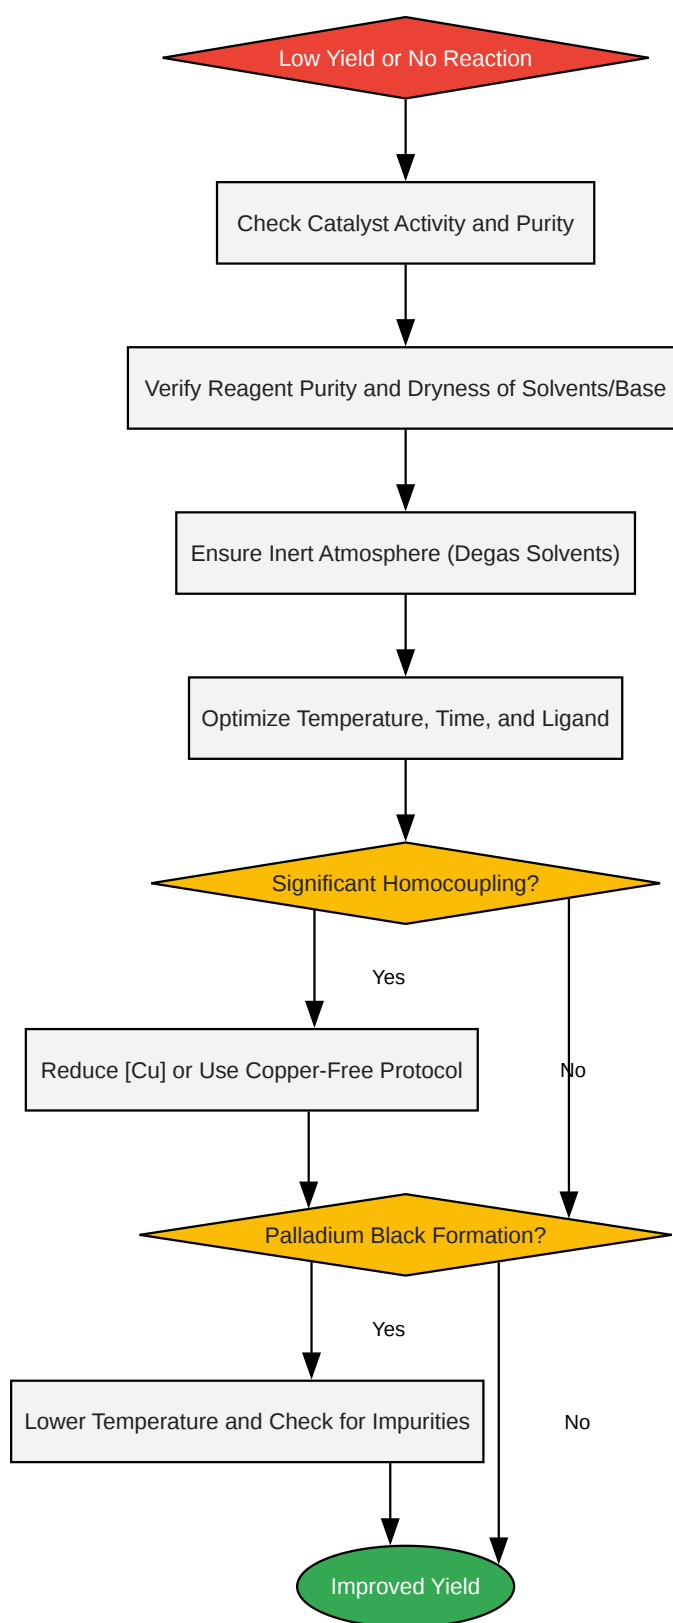 Low Yield or No Reaction
Check Catalyst Activity and Purity
Verify Reagent Purity and Dryness of Solvents/Base
Ensure Inert Atmosphere (Degas Solvents)
Optimize Temperature, Time, and Ligand
Significant Homocoupling?
Yes
Reduce [Cu] or Use Copper-Free Protocol
No
Palladium Black Formation?
Yes
Lower Temperature and Check for Impurities
No
Improved Yield